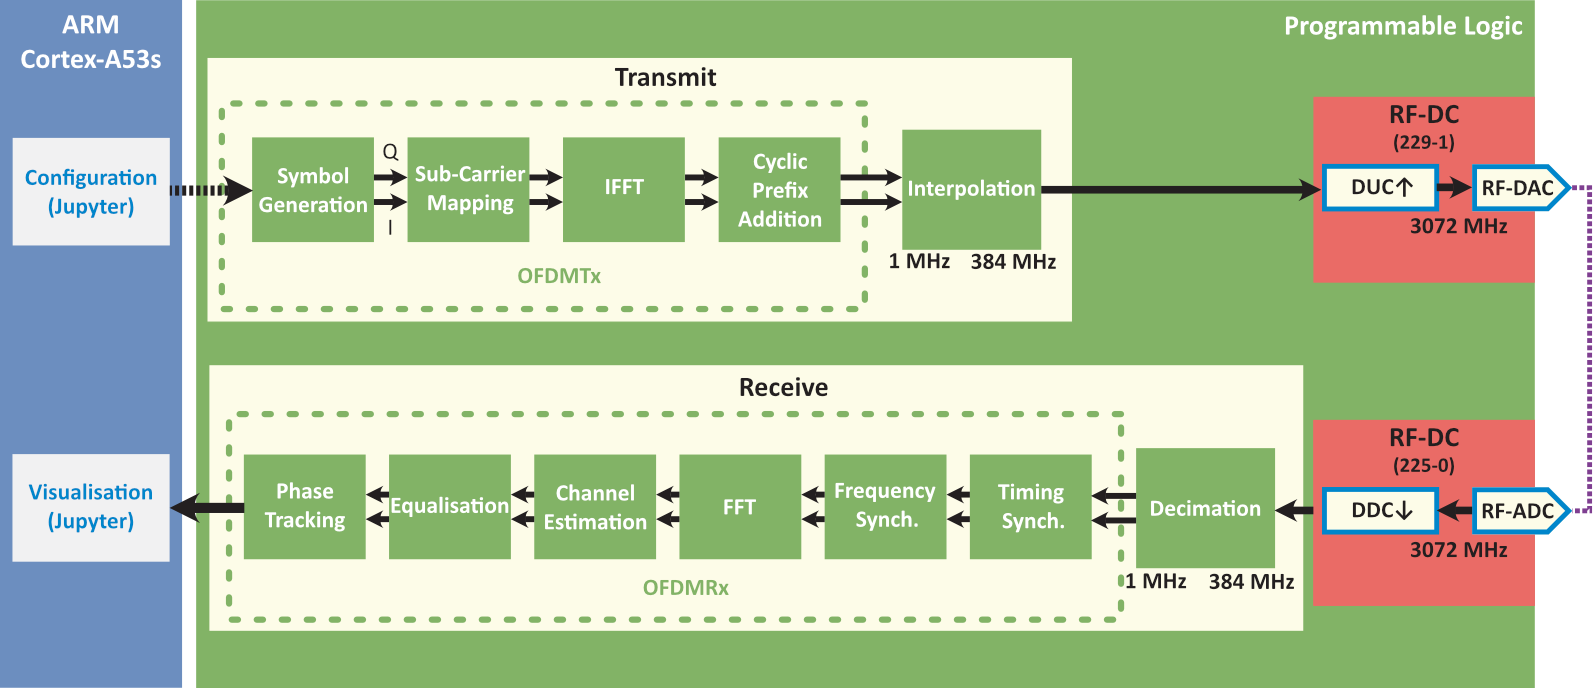 ARM
Cortex-A53s
Programmable Logic
Transmit
Configuration
(Jupyter)
Symbol
Generation
Q
I
Sub-Carrier
Mapping
IFFT
Cyclic
Prefix
Addition
OFDMTx
Interpolation
1 MHz 384 MHz
RF-DC
(229-1)
DUC↑
RF-DAC
3072 MHz
Receive
Visualisation
(Jupyter)
Phase
Tracking
Equalisation
Channel
Estimation
FFT
Frequency
Synch.
Timing
Synch.
OFDMRx
Decimation
1 MHz 384 MHz
RF-DC
(225-0)
DDC↓
RF-ADC
3072 MHz